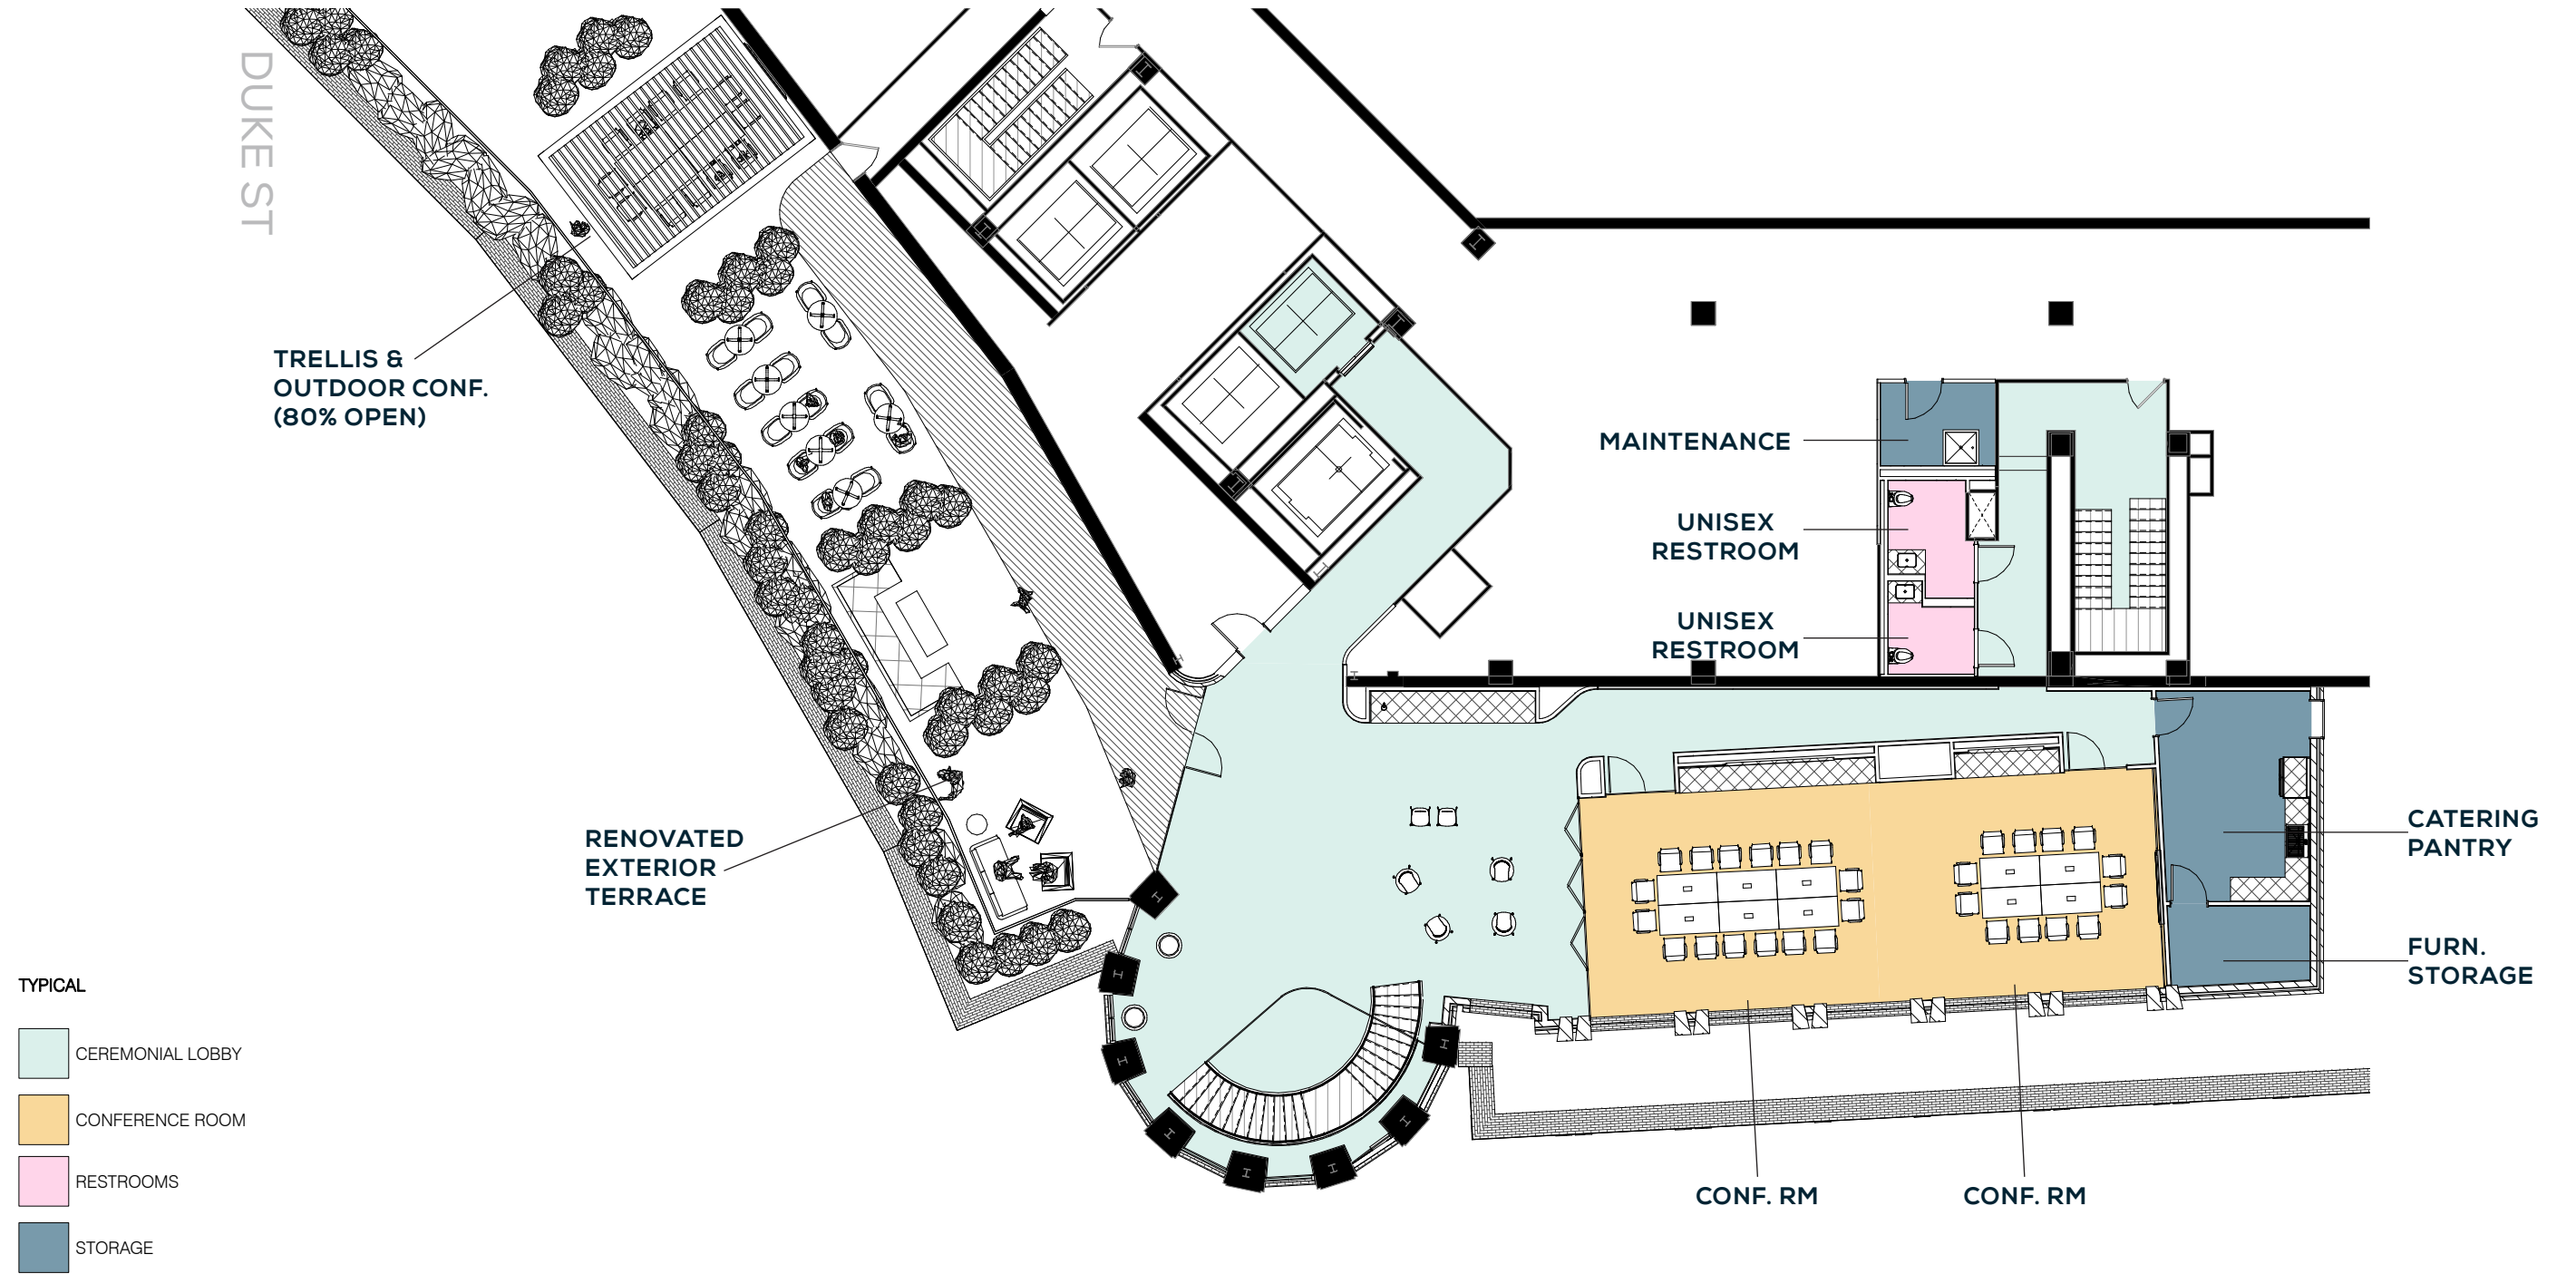 DUKE ST
TRELLIS &
OUTDOOR CONF.
(80% OPEN)
MAINTENANCE
UNISEX
RESTROOM
UNISEX
RESTROOM
RENOVATED
EXTERIOR
TERRACE
CATERING
PANTRY
FURN.
STORAGE
CONF. RM
CONF. RM
TYPICAL
CEREMONIAL LOBBY
CONFERENCE ROOM
RESTROOMS
STORAGE